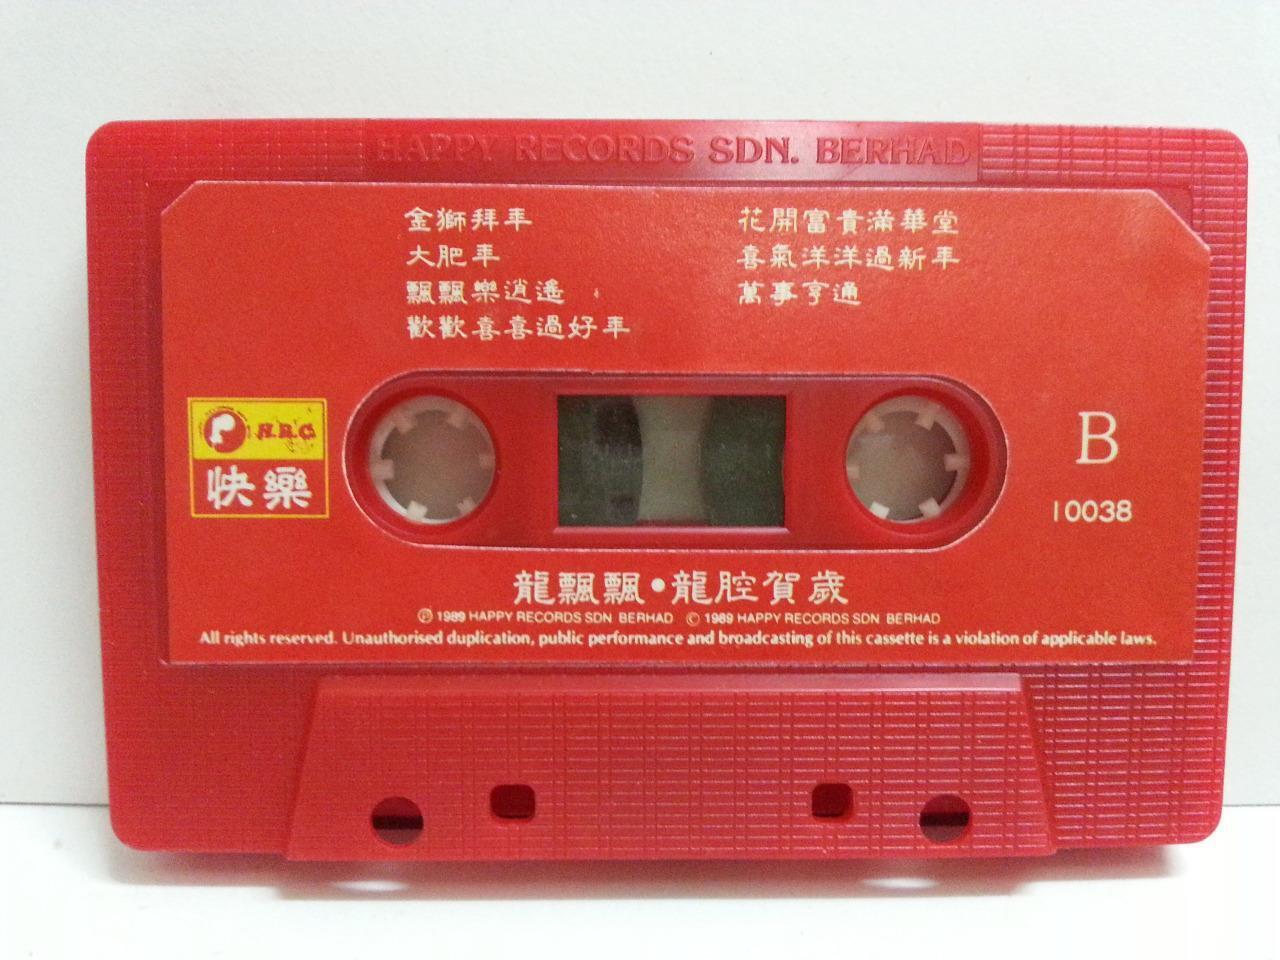 HAPPY RECORDS SDN. BERHAD
金獅拜年
大肥年
飄飄樂逍遙
歡歡喜喜過好年
花開富貴滿華堂
喜氣洋洋過新年
萬事亨通
H.R.C
快樂
B
10038
龍飄飄•龍腔賀歲
Ⓟ 1989 HAPPY RECORDS SDN BERHAD © 1989 HAPPY RECORDS SDN BERHAD
All rights reserved. Unauthorised duplication, public performance and broadcasting of this cassette is a violation of applicable laws.